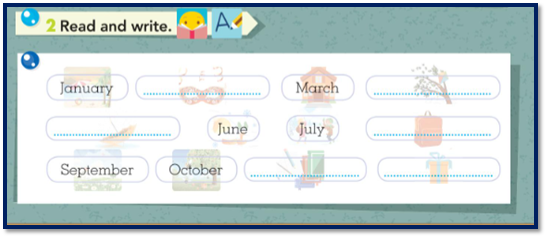 2 Read and write.
January March
June July
September October